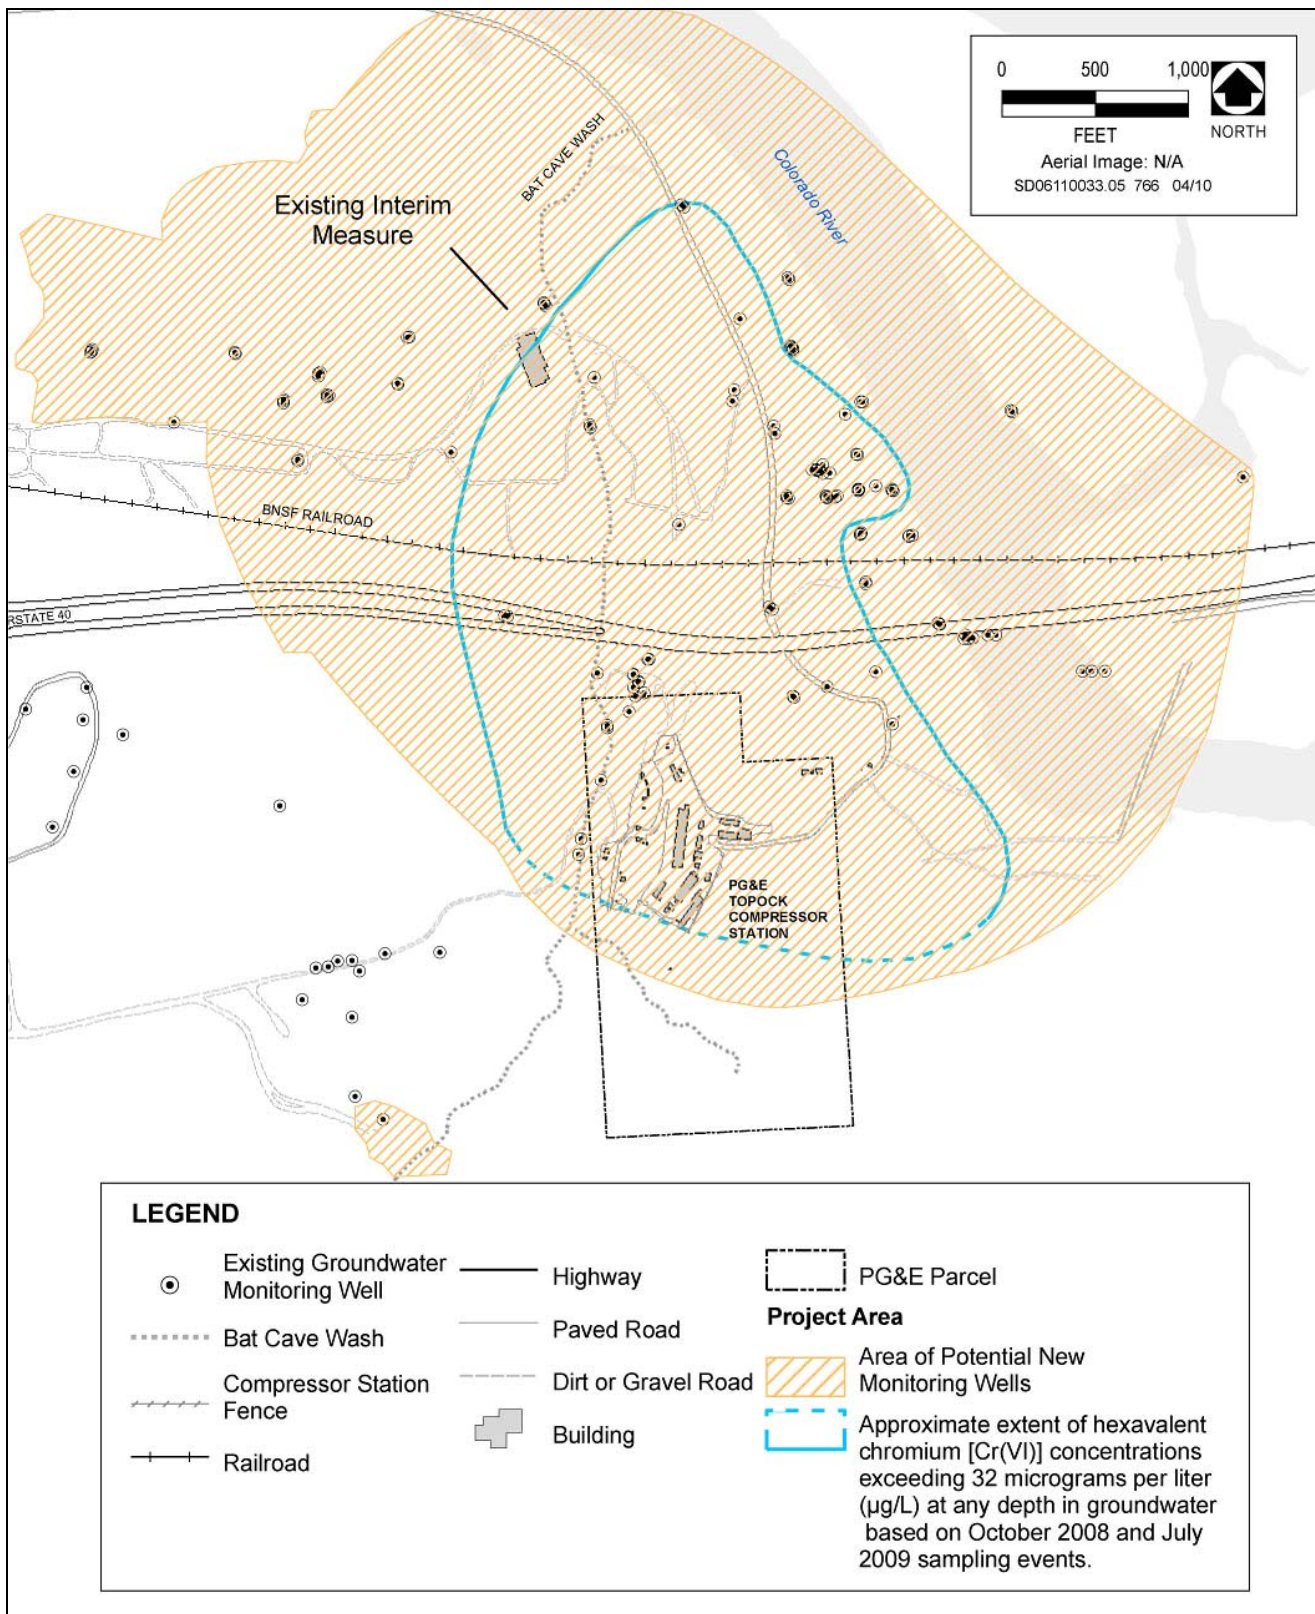 0 500 1,000
FEET
NORTH
Aerial Image: N/A
SD06110033.05 766 04/10
BAT CAVE WASH
Colorado River
Existing Interim
Measure
BNSF RAILROAD
RSTATE 40
PG&E
TOPOCK
COMPRESSOR
STATION
LEGEND
Existing Groundwater
Monitoring Well
Bat Cave Wash
Compressor Station
Fence
Railroad
Highway
Paved Road
Dirt or Gravel Road
Building
PG&E Parcel
Project Area
Area of Potential New
Monitoring Wells
Approximate extent of hexavalent
chromium [Cr(VI)] concentrations
exceeding 32 micrograms per liter
(µg/L) at any depth in groundwater
based on October 2008 and July
2009 sampling events.